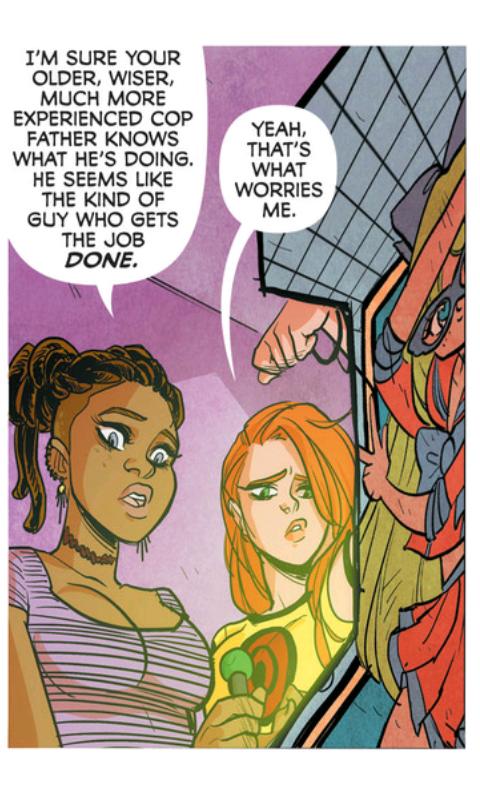 I'M SURE YOUR
OLDER, WISER,
MUCH MORE
EXPERIENCED COP
FATHER KNOWS
WHAT HE'S DOING.
HE SEEMS LIKE
THE KIND OF
GUY WHO GETS
THE JOB
DONE.
YEAH,
THAT'S
WHAT
WORRIES
ME.